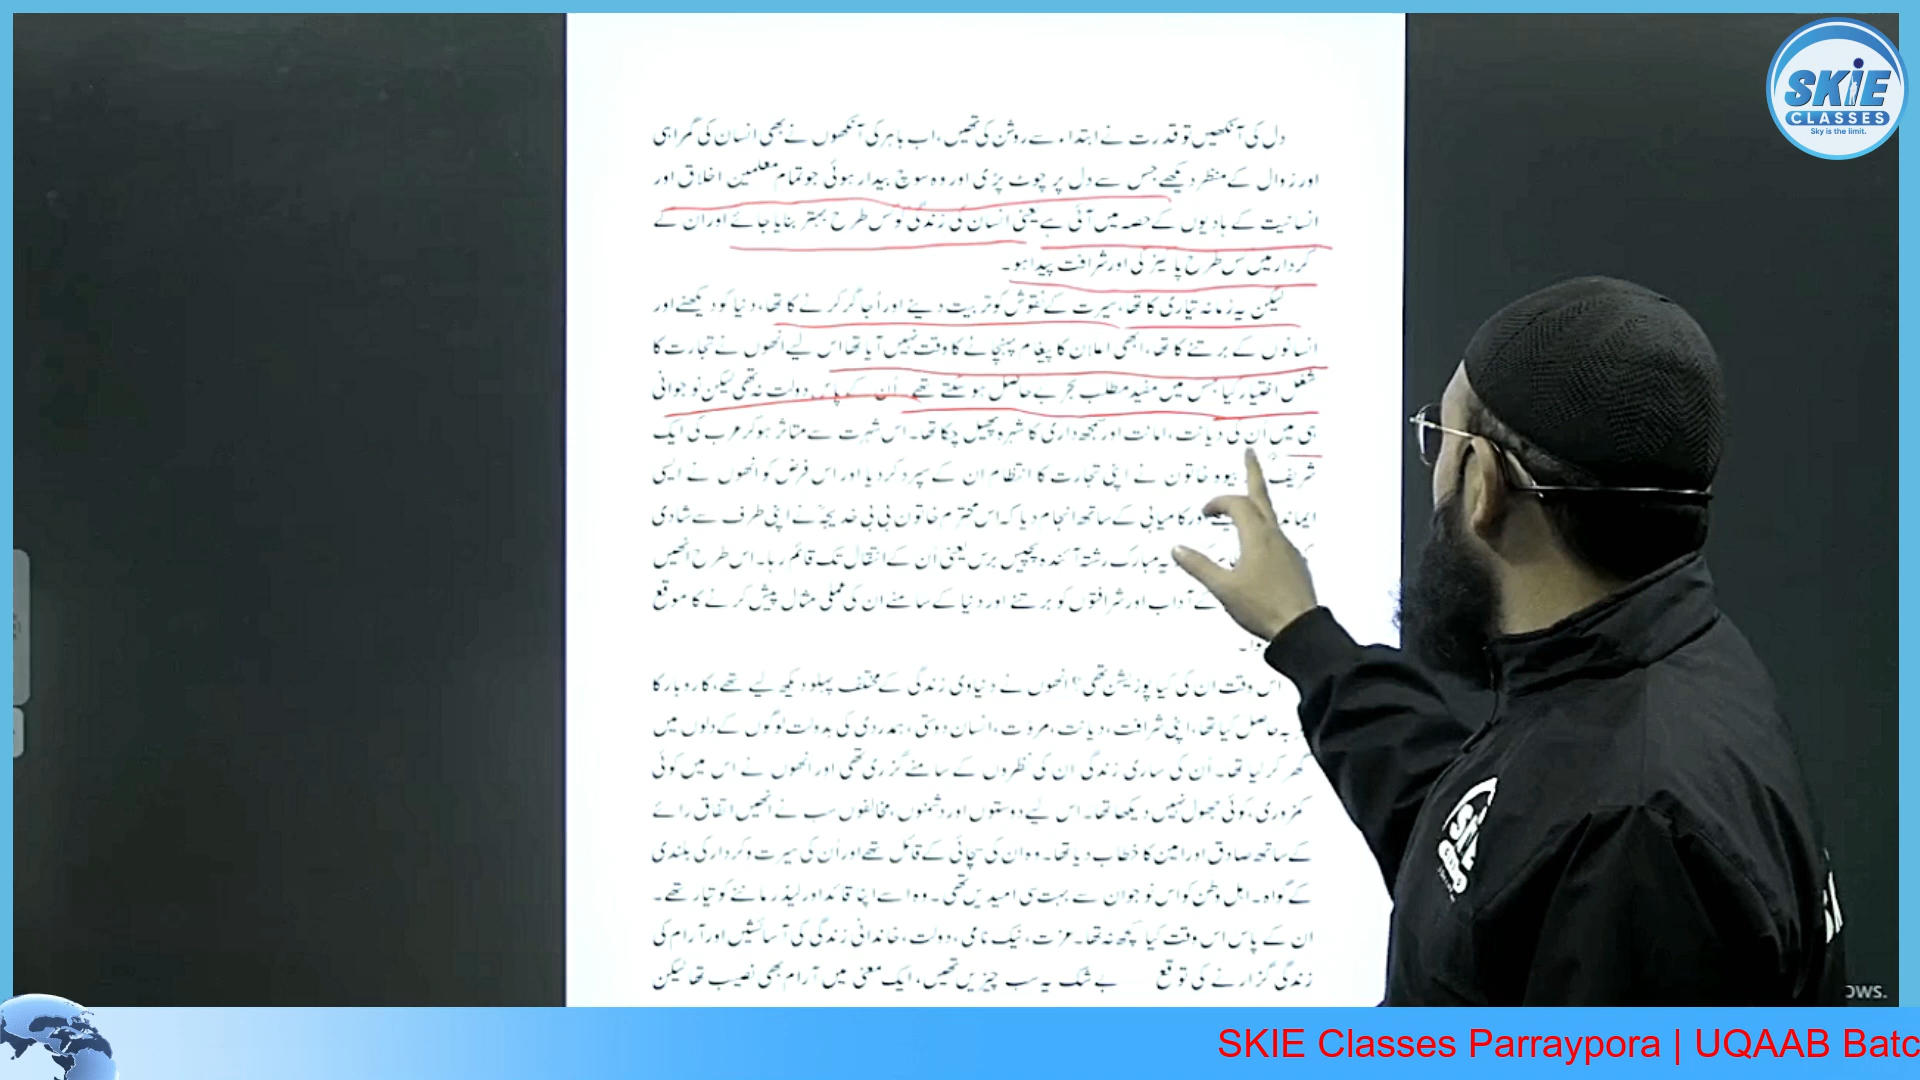 دل کی آنکھیں تو قدرت نے ابتداء سے روشن کی تھیں، اب باہر کی آنکھوں نے بھی انسان کی گمراہی
اور زوال کے منظر دیکھے جس سے دل پر چوٹ پڑی اور وہ سوچ بیدار ہوئی جو تمام معلمین اخلاق اور
انسانیت کے ہادیوں کے حصہ میں آئی ہے یعنی انسان کی زندگی کو کس طرح بہتر بنایا جائے اور ان کے
کردار میں کس طرح پاکیزگی اور شرافت پیدا ہو۔
لیکن یہ زمانہ تیاری کا تھا، سیرت کے نقوش کو تربیت دینے اور اُجاگر کرنے کا تھا، دنیا کو دیکھنے اور
انسانوں کے برتنے کا تھا، ابھی اعلان کا پیغام پہنچانے کا وقت نہیں آیا تھا اس لیے انھوں نے تجارت کا
شغل اختیار کیا جس میں مفید مطلب تجربے حاصل ہو سکتے تھے۔ اُن کے پاس دولت نہ تھی لیکن نوجوانی
ہی میں اُن کی دیانت، امانت اور سمجھ داری کا شہرہ پھیل چکا تھا۔ اس شہرت سے متاثر ہو کر عرب کی ایک
شریف بیوہ خاتون نے اپنی تجارت کا انتظام ان کے سپرد کر دیا اور اس فرض کو انھوں نے ایسی
اور کامیابی کے ساتھ انجام دیا کہ اس محترم خاتون بی بی خدیجہؓ نے اپنی طرف سے شادی
یہ مبارک رشتہ آئندہ پچیس برس یعنی اُن کے انتقال تک قائم رہا۔ اس طرح انھیں
کے آداب اور شرافتوں کو برتنے اور دنیا کے سامنے ان کی عملی مثال پیش کرنے کا موقع
اس وقت ان کی کیا پوزیشن تھی؟ انھوں نے دنیاوی زندگی کے مختلف پہلو دیکھ لیے تھے، کاروبار کا
حاصل کیا تھا، اپنی شرافت، دیانت، مروّت، انسان دوستی، ہمدردی کی بدولت لوگوں کے دلوں میں
گھر کر لیا تھا۔ اُن کی ساری زندگی ان کی نظروں کے سامنے گزری تھی اور انھوں نے اس میں کوئی
کمزوری، کوئی جھول نہیں دیکھا تھا۔ اس لیے دوستوں اور دشمنوں، مخالفوں سب نے انھیں اتفاق رائے
کے ساتھ صادق اور امین کا خطاب دیا تھا۔ وہ ان کی سچائی کے قائل تھے اور اُن کی سیرت و کردار کی بلندی
کے گواہ۔ اہل وطن کو اس نوجوان سے بہت سی امیدیں تھی۔ وہ اسے اپنا قائد اور لیڈر ماننے کو تیار تھے۔
ان کے پاس اس وقت کیا کچھ نہ تھا۔ عزت، نیک نامی، دولت، خاندانی زندگی کی آسائشیں اور آرام کی
زندگی گزارنے کی توقع بے شک یہ سب چیزیں تھیں، ایک معنی میں آرام بھی نصیب تھا لیکن
SKIE
CLASSES
Sky is the limit.
ows.
SKIE Classes Parraypora | UQAAB Batc